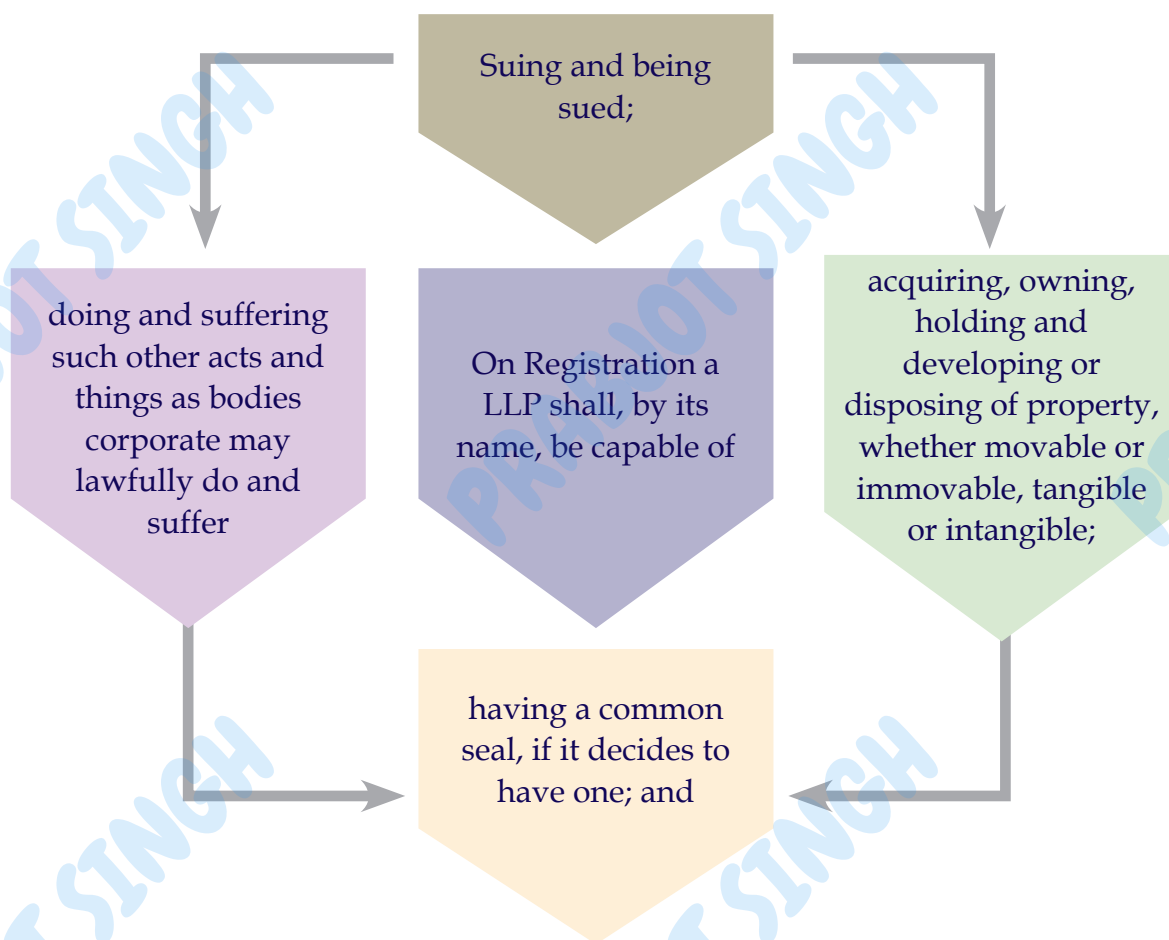 Suing and being
sued;
doing and suffering
such other acts and
things as bodies
corporate may
lawfully do and
suffer
On Registration a
LLP shall, by its
name, be capable of
acquiring, owning,
holding and
developing or
disposing of property,
whether movable or
immovable, tangible
or intangible;
having a common
seal, if it decides to
have one; and
PRABJOT SINGH